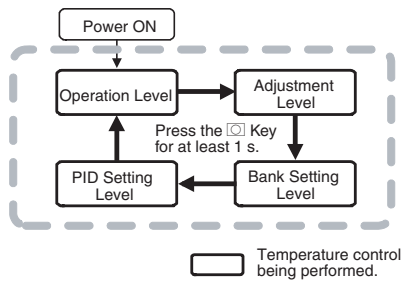 Power ON
Operation Level
Adjustment
Level
Press the Key
for at least 1 s.
PID Setting
Level
Bank Setting
Level
Temperature control
being performed.